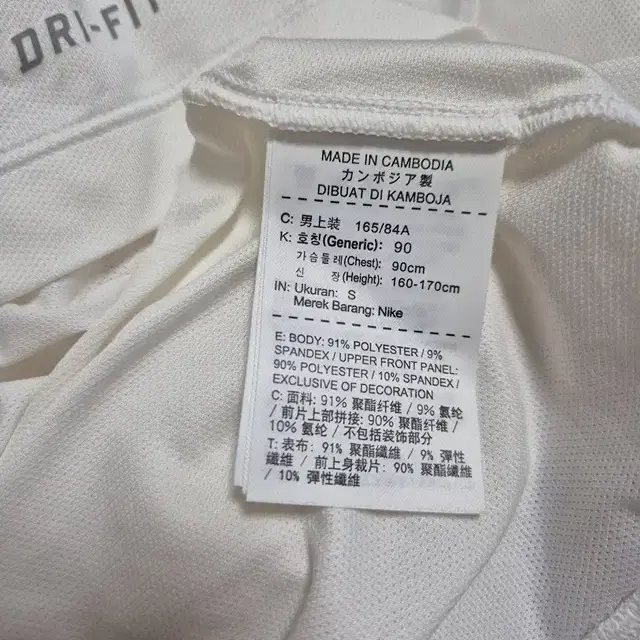 DRI-FIT
MADE IN CAMBODIA
カンボジア製
DIBUAT DI KAMBOJA
C: 男上装 165/84A
K: 호칭(Generic): 90
가슴둘레(Chest): 90cm
신 장(Height): 160-170cm
IN: Ukuran: S
Merek Barang: Nike
E: BODY: 91% POLYESTER / 9%
SPANDEX / UPPER FRONT PANEL:
90% POLYESTER / 10% SPANDEX /
EXCLUSIVE OF DECORATION
C: 面料: 91% 聚酯纤维 / 9% 氨纶
/ 前片上部拼接: 90% 聚酯纤维 /
10% 氨纶 / 不包括装饰部分
T: 表布: 91% 聚酯纖維 / 9% 彈性
纖維 / 前上身裁片: 90% 聚酯纖維
/ 10% 彈性纖維